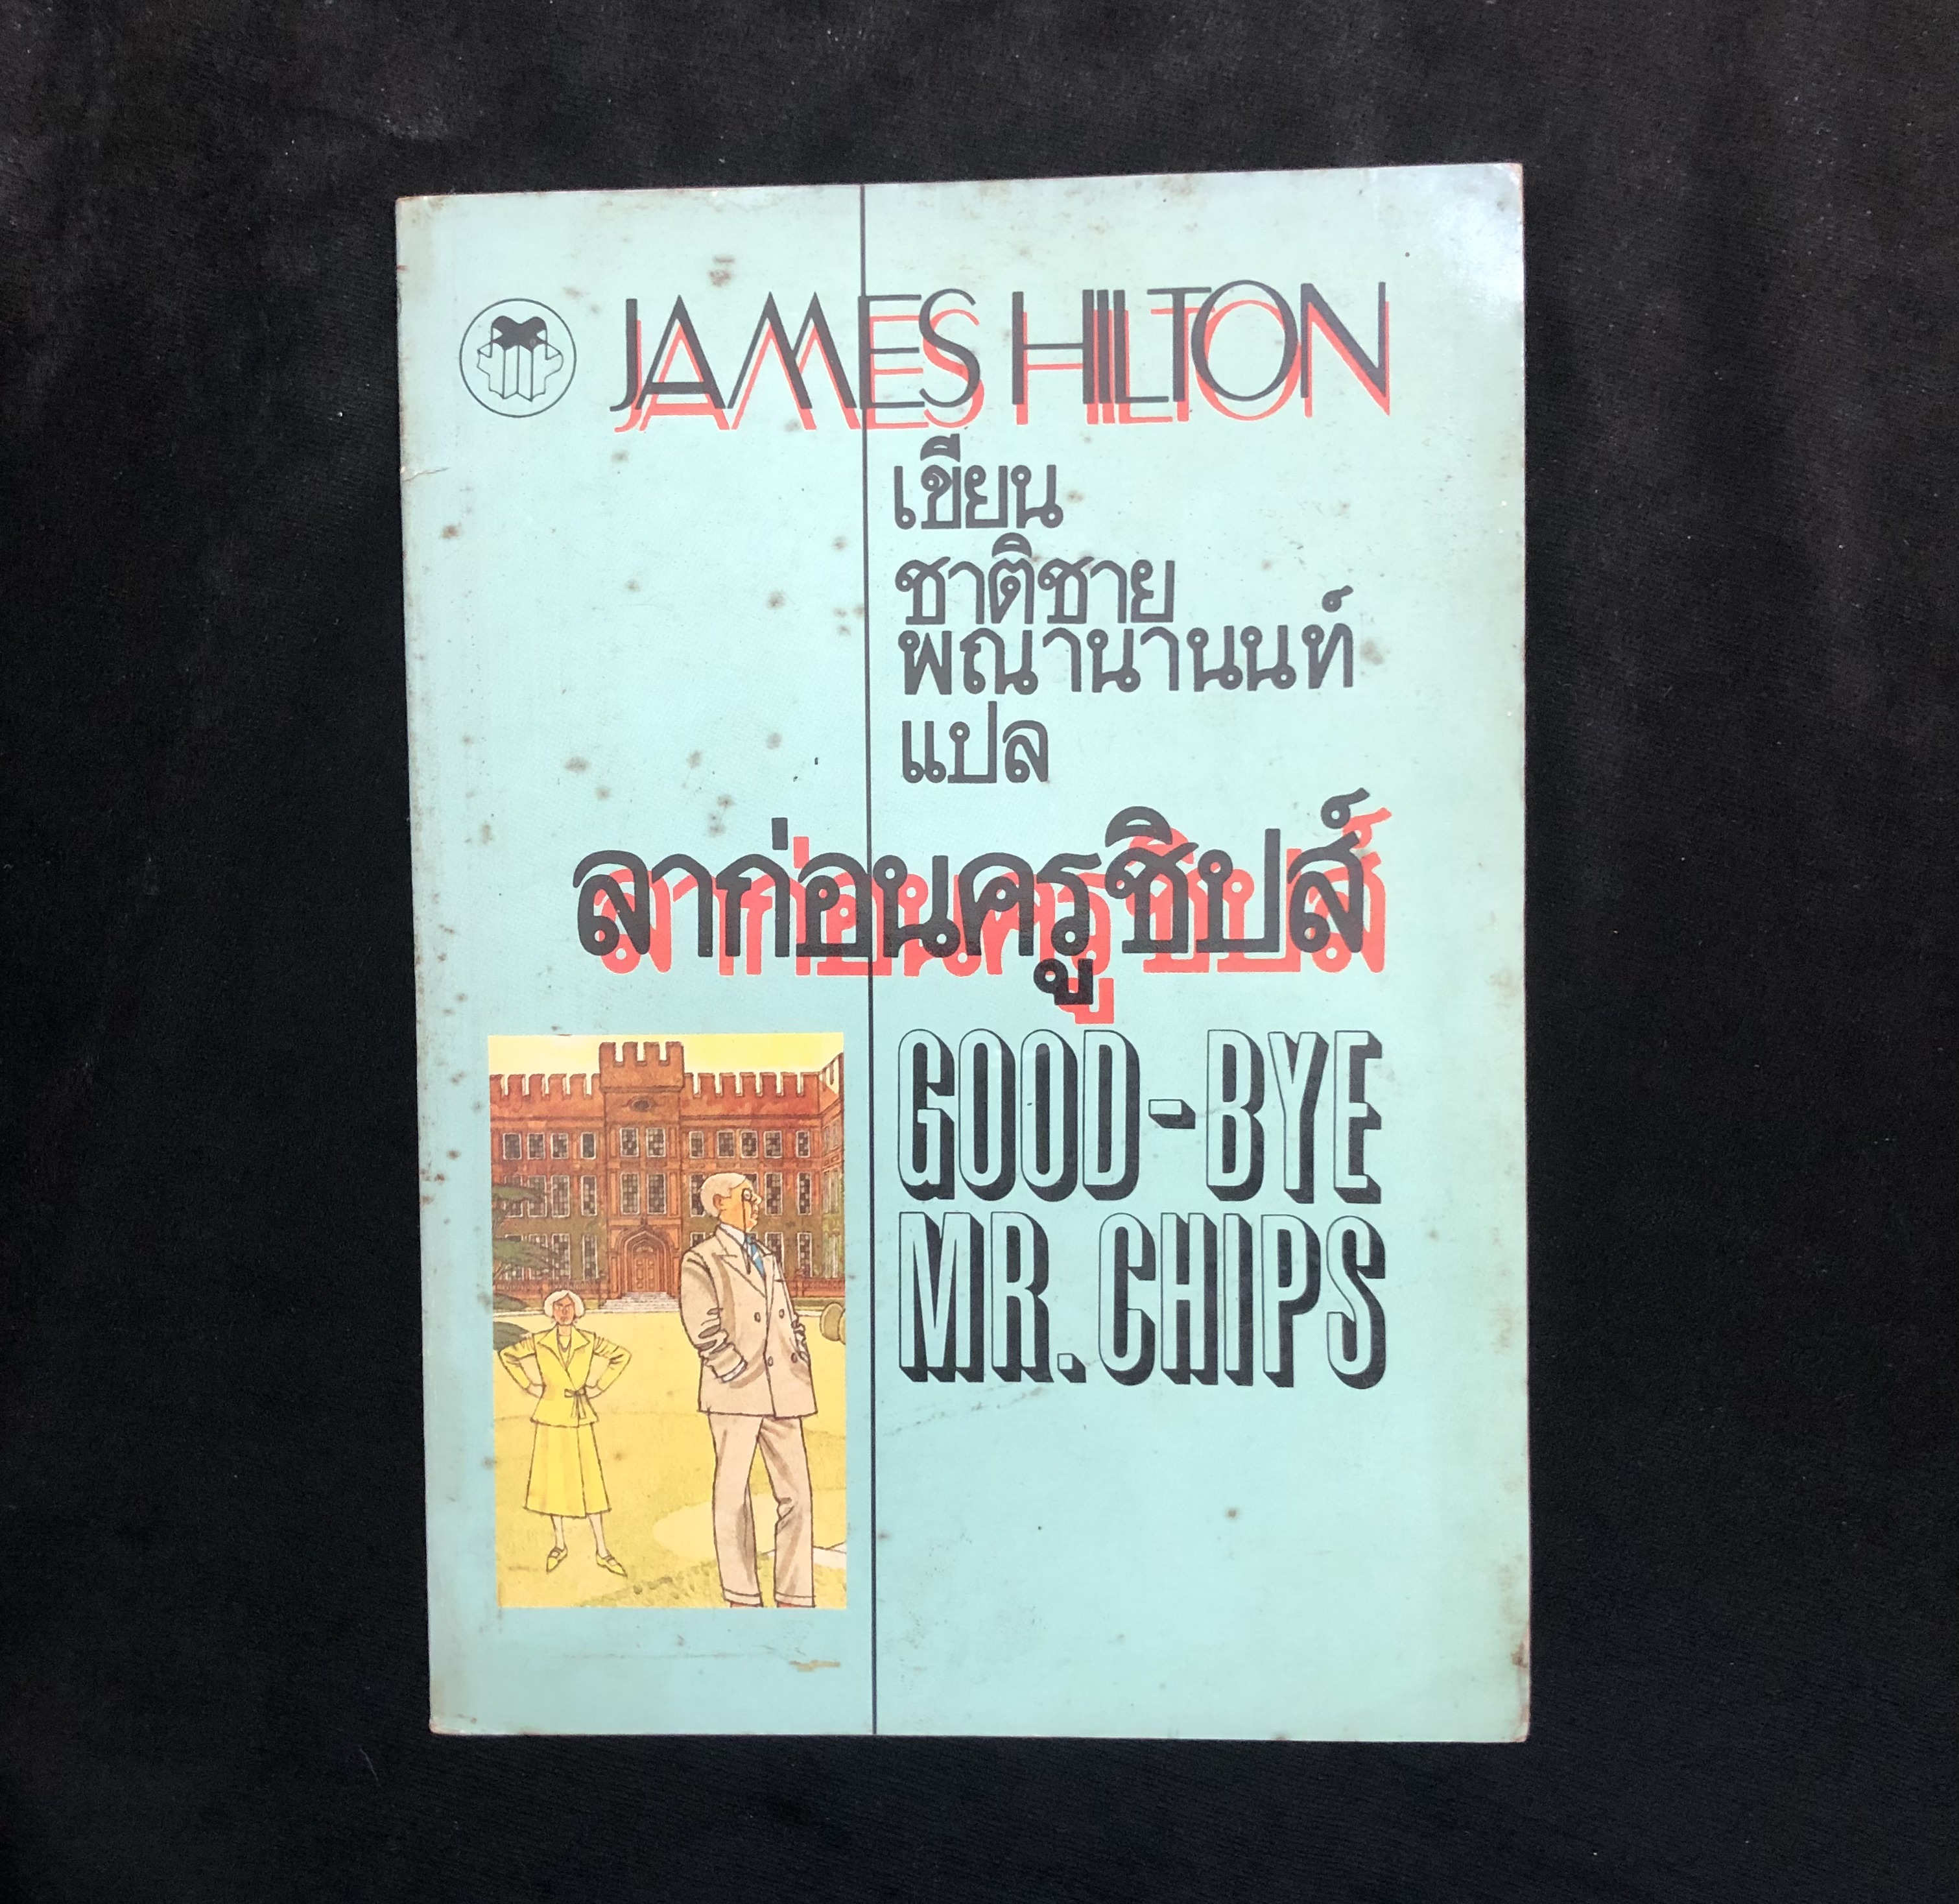 JAMES HILTON
เขียน
ชาติชาย
พณานานนท์
แปล
ลาก่อนครูชิปส์
GOOD-BYE
MR. CHIPS